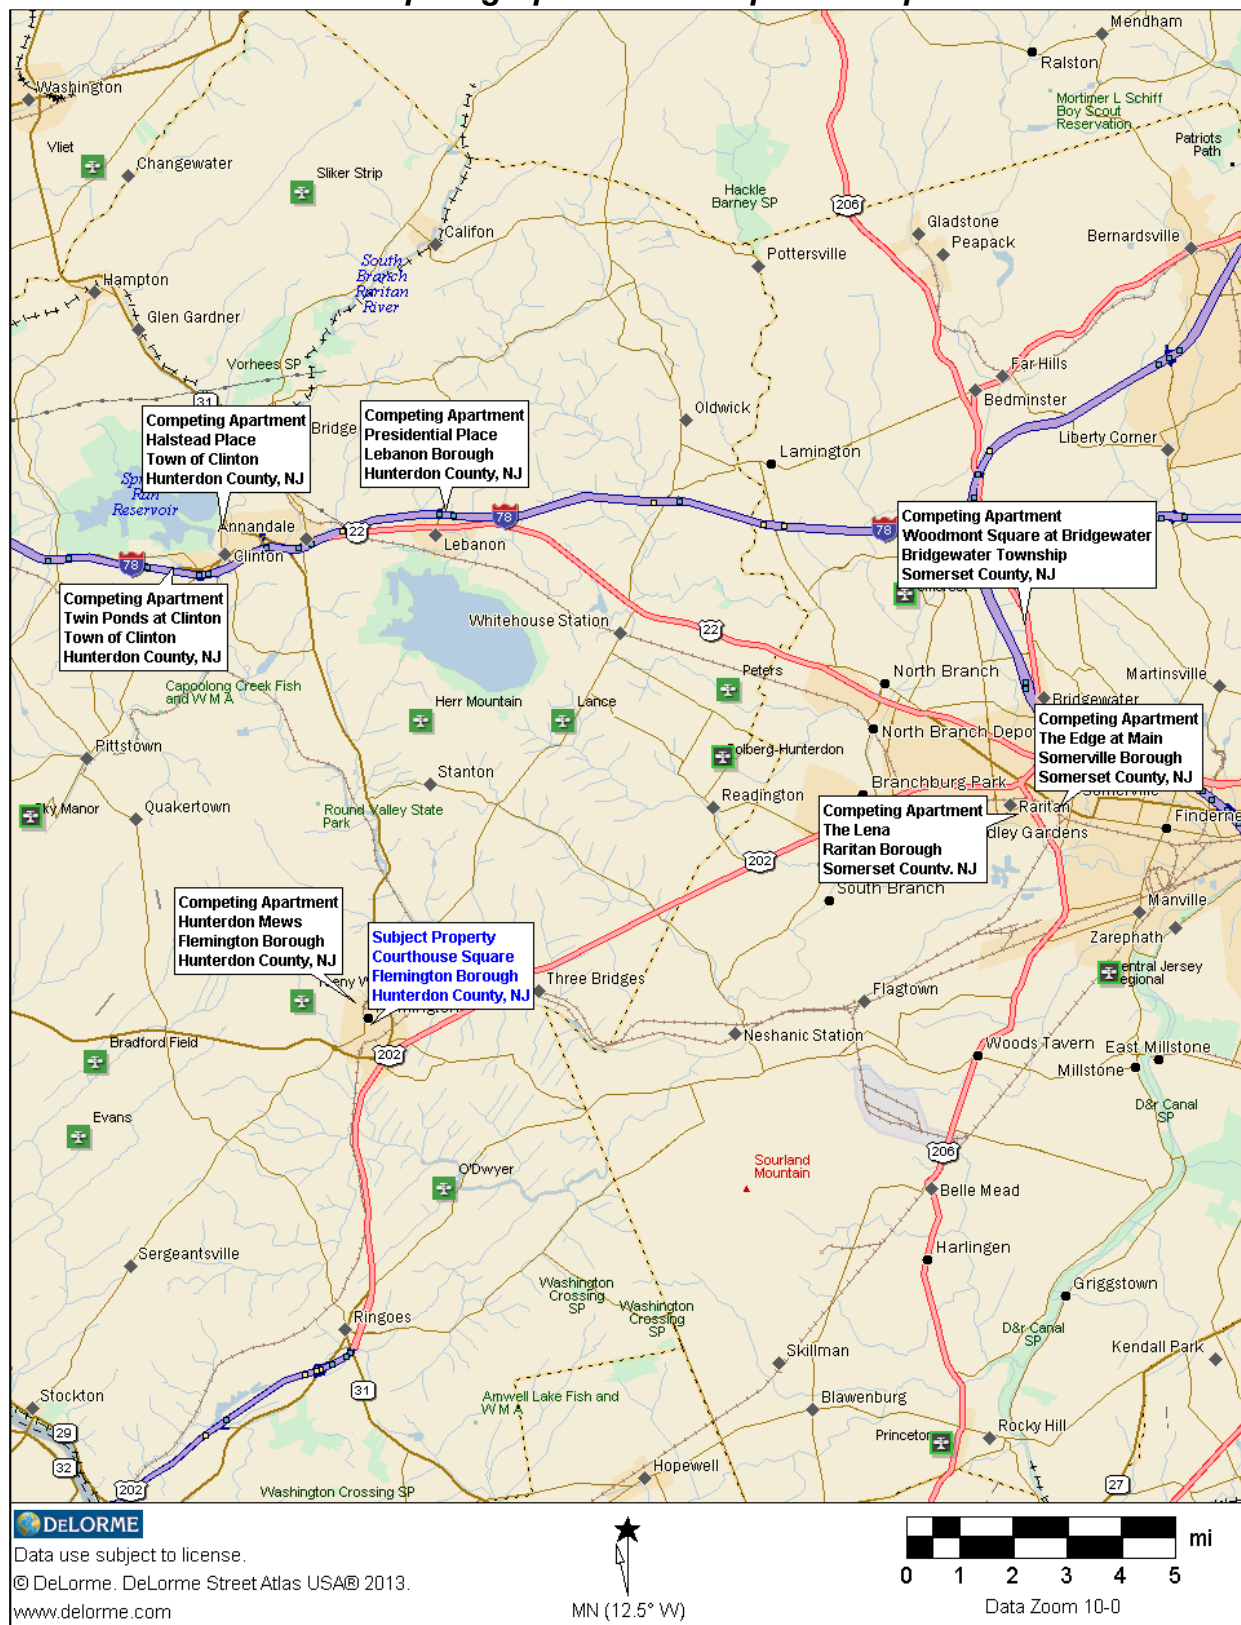 Mendham
Ralston
Washington
Mortimer L Schiff
Boy Scout
Reservation
Vliet
Changewater
Sliker Strip
Patriots
Path
Hackle
Barney SP
206
Gladstone
Peapack
Bernardsville
Califon
Pottersville
South
Branch
Raritan
River
Hampton
Glen Gardner
Vorhees SP
Far Hills
Bedminster
31
Oldwick
Liberty Corner
Lamington
Competing Apartment
Halstead Place
Town of Clinton
Hunterdon County, NJ
Bridge
Competing Apartment
Presidential Place
Lebanon Borough
Hunterdon County, NJ
Run
Reservoir
Annandale
22
78
Lebanon
Clinton
78
78
Competing Apartment
Woodmont Square at Bridgewater
Bridgewater Township
Somerset County, NJ
Competing Apartment
Twin Ponds at Clinton
Town of Clinton
Hunterdon County, NJ
Whitehouse Station
22
Capoolong Creek Fish
and W M A
Peters
North Branch
Martinsville
Bridgewater
Herr Mountain
Lance
North Branch Depot
Solberg-Hunterdon
Competing Apartment
The Edge at Main
Somerville Borough
Somerset County, NJ
Pittstown
Stanton
Branchburg Park
Sky Manor
Quakertown
Round Valley State
Park
Readington
Raritan
Somerville
Finderne
Competing Apartment
The Lena
Raritan Borough
Somerset County, NJ
dley Gardens
202
South Branch
Manville
Zarephath
Competing Apartment
Hunterdon Mews
Flemington Borough
Hunterdon County, NJ
Subject Property
Courthouse Square
Flemington Borough
Hunterdon County, NJ
Three Bridges
Flagtown
Central Jersey
Regional
Neshanic Station
Woods Tavern
East Millstone
Millstone
Bradford Field
202
D&r Canal
SP
Evans
206
Sourland
Mountain
O'Dwyer
Belle Mead
Sergeantsville
Harlingen
Griggstown
Washington
Crossing
SP
Washington
Crossing
SP
Ringoes
D&r Canal
SP
Kendall Park
Skillman
31
Amwell Lake Fish and
W M A
Blawenburg
Stockton
29
32
Princeton
Rocky Hill
Hopewell
202
Washington Crossing SP
27
DELORME
Data use subject to license.
© DeLorme. DeLorme Street Atlas USA® 2013.
www.delorme.com
MN (12.5° W)
mi
0 1 2 3 4 5
Data Zoom 10-0